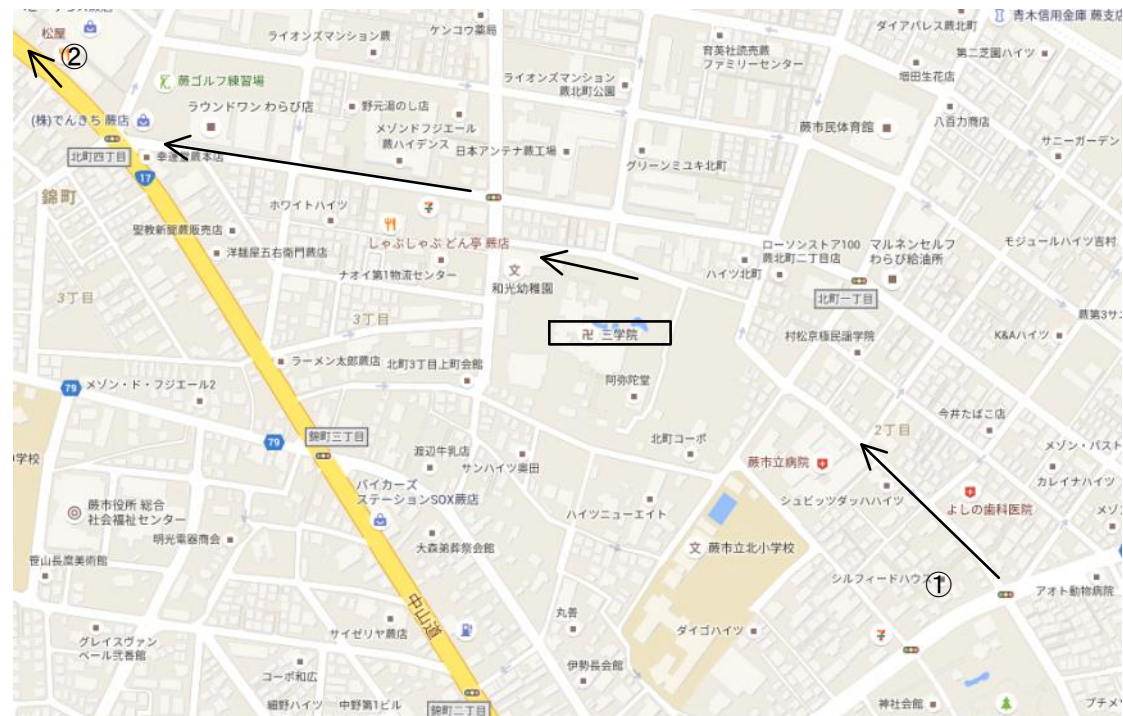 松屋
②
ライオンズマンション蕨
ケンコウ薬局
ダイアパレス蕨北町
青木信用金庫 蕨支店
育英社読売蕨
ファミリーセンター
第二芝園ハイツ
増田生花店
蕨ゴルフ練習場
ライオンズマンション
蕨北町公園
ラウンドワン わらび店
野元湯のし店
(株)でんきち 蕨店
メゾンドフジエール
蕨ハイデンス
日本アンテナ蕨工場
蕨市民体育館
八百力商店
サニーガーデン
北町四丁目
グリーンミユキ北町
17
錦町
ホワイトハイツ
聖教新聞蕨販売店
しゃぶしゃぶ どん亭 蕨店
洋麺屋五右衛門蕨店
ナオイ第1物流センター
ローソンストア100
蕨北町二丁目店
マルネンセルフ
わらび給油所
モジュールハイツ吉村
ハイツ北町
和光幼稚園
北町一丁目
3丁目
3丁目
三学院
村松京極民謡学院
K&Aハイツ
ラーメン太郎蕨店
北町3丁目上町会館
79
メゾン・ド・フジエール2
阿弥陀堂
今井たばこ店
2丁目
79
錦町三丁目
渡辺牛乳店
サンハイツ奥田
北町コーポ
蕨市立病院
カレイナハイツ
バイカーズ
ステーションSOX蕨店
シュピッツダッハハイツ
よしの歯科医院
蕨市役所 総合
社会福祉センター
ハイツニューエイト
明光電器商会
大森弟葬祭会館
文 蕨市立北小学校
笹山長庶美術館
シルフィードハウス
①
アオト動物病院
中山道
丸善
サイゼリヤ蕨店
ダイゴハイツ
グレイスヴァン
ベール弐番館
伊勢長会館
コーポ和広
細野ハイツ
中野第1ビル
錦町二丁目
神社会館